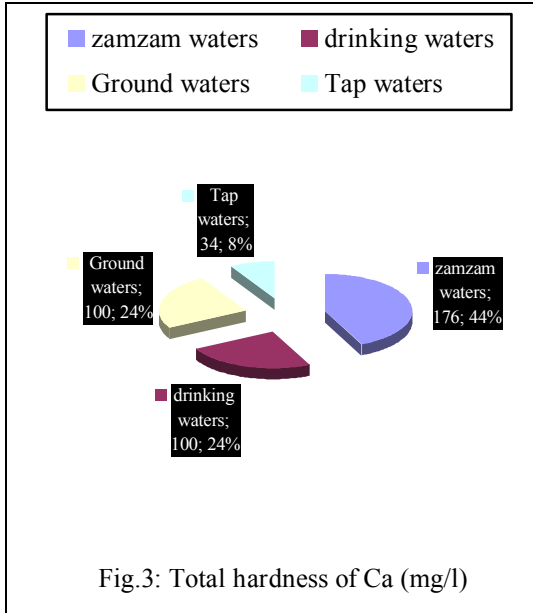 zamzam waters
drinking waters
Ground waters
Tap waters
Tap
waters;
34; 8%
Ground
waters;
100; 24%
zamzam
waters;
176; 44%
drinking
waters;
100; 24%
Fig.3: Total hardness of Ca (mg/l)